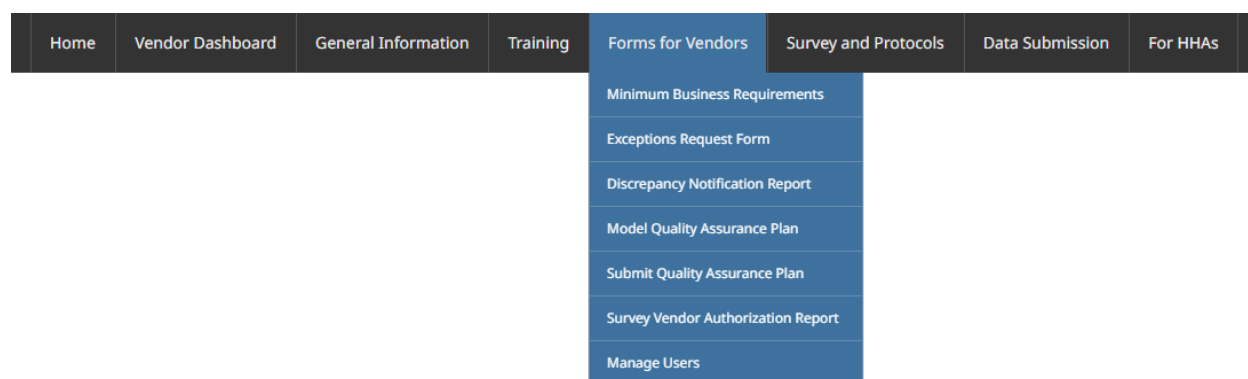 Home Vendor Dashboard General Information Training Forms for Vendors Survey and Protocols Data Submission For HHAs
Minimum Business Requirements
Exceptions Request Form
Discrepancy Notification Report
Model Quality Assurance Plan
Submit Quality Assurance Plan
Survey Vendor Authorization Report
Manage Users